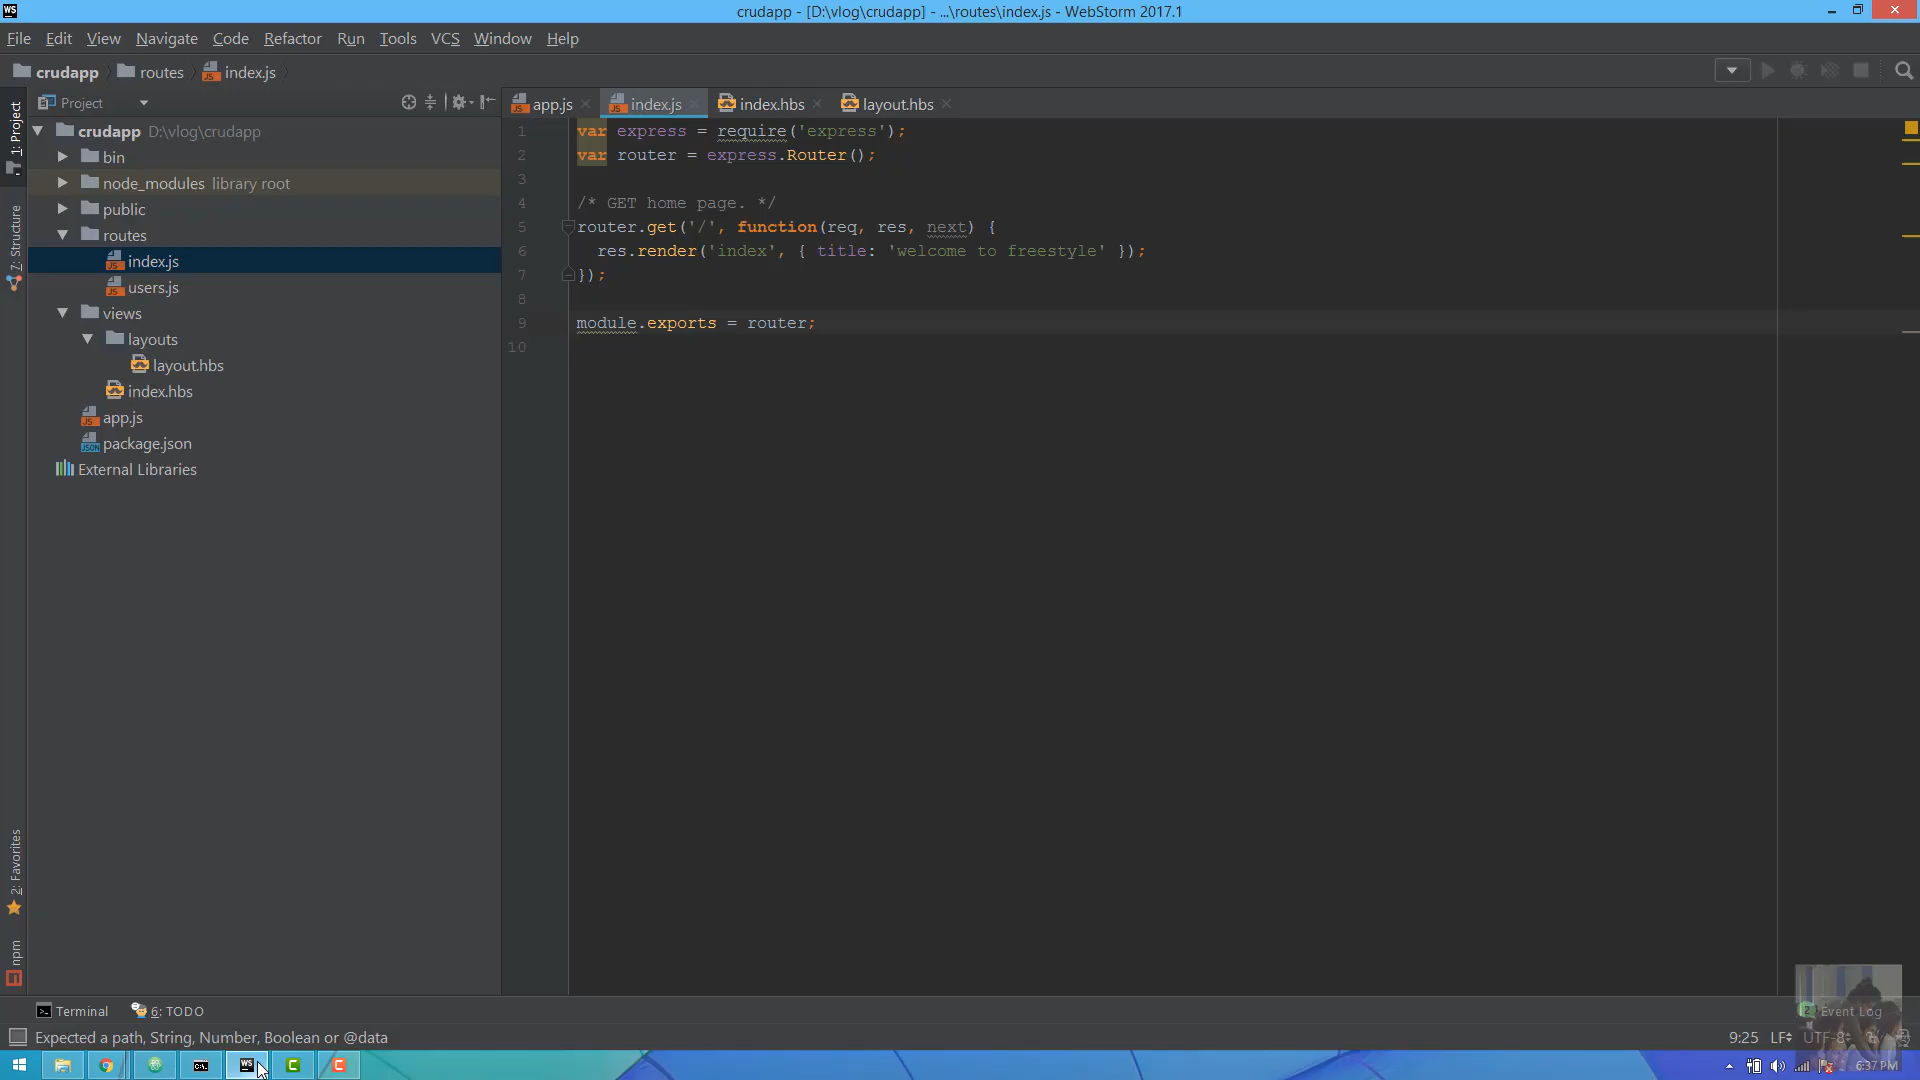 WS
crudapp - [D:\vlog\crudapp] - ...\routes\index.js - WebStorm 2017.1
File Edit View Navigate Code Refactor Run Tools VCS Window Help
crudapp routes index.js
Project
app.js index.js index.hbs layout.hbs
1: Project
Z: Structure
2: Favorites
npm
crudapp D:\vlog\crudapp
bin
node_modules library root
public
routes
index.js
users.js
views
layouts
layout.hbs
index.hbs
app.js
package.json
External Libraries
1 var express = require('express');
2 var router = express.Router();
3
4 /* GET home page. */
5 router.get('/', function(req, res, next) {
6 res.render('index', { title: 'welcome to freestyle' });
7 });
8
9 module.exports = router;
10
Terminal 6: TODO
2 Event Log
Expected a path, String, Number, Boolean or @data
9:25 LF UTF-8
WS C C
6:37 PM